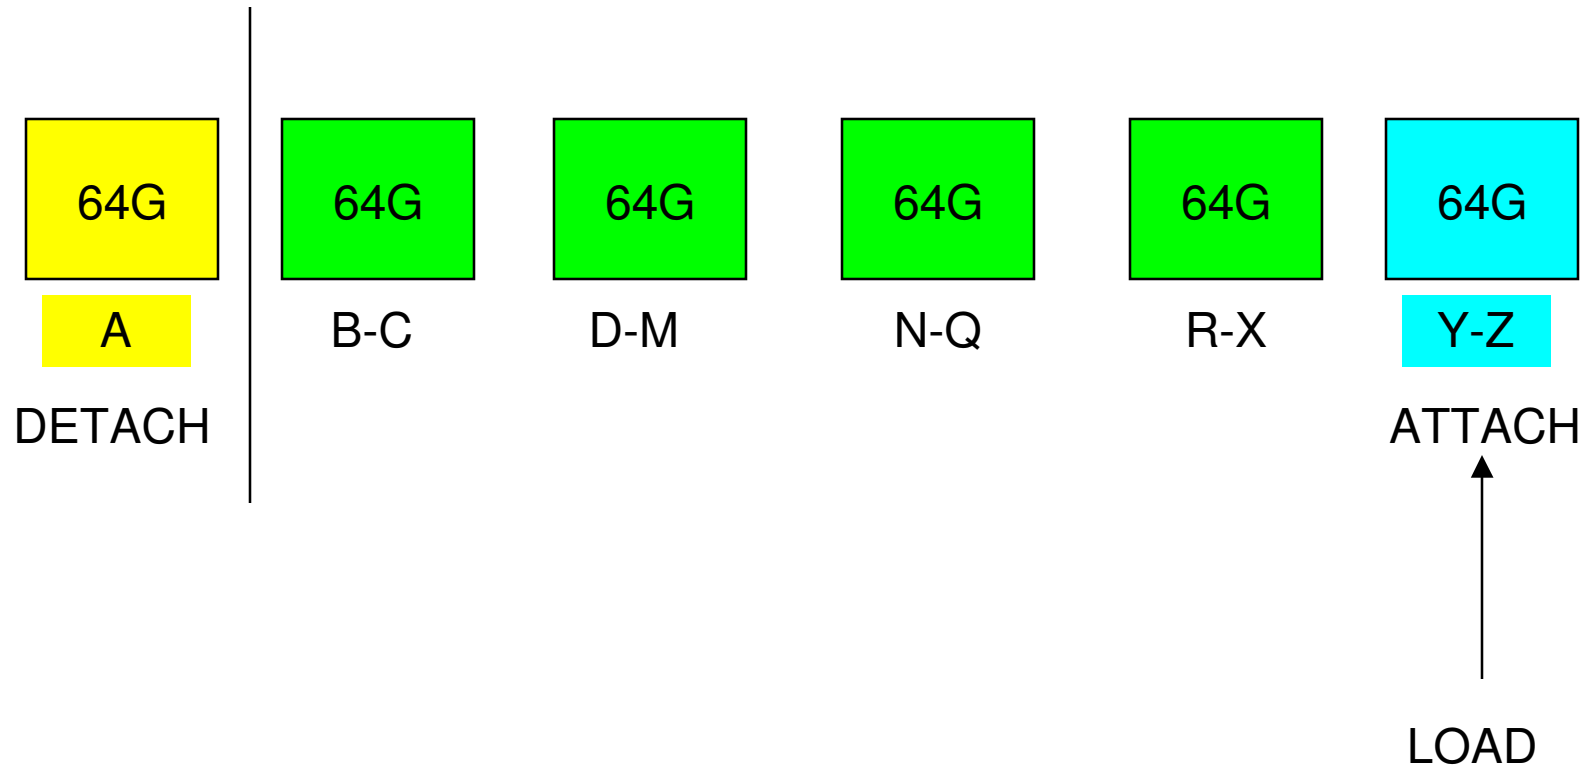 64G 64G 64G 64G 64G 64G
A B-C D-M N-Q R-X Y-Z
DETACH ATTACH
LOAD